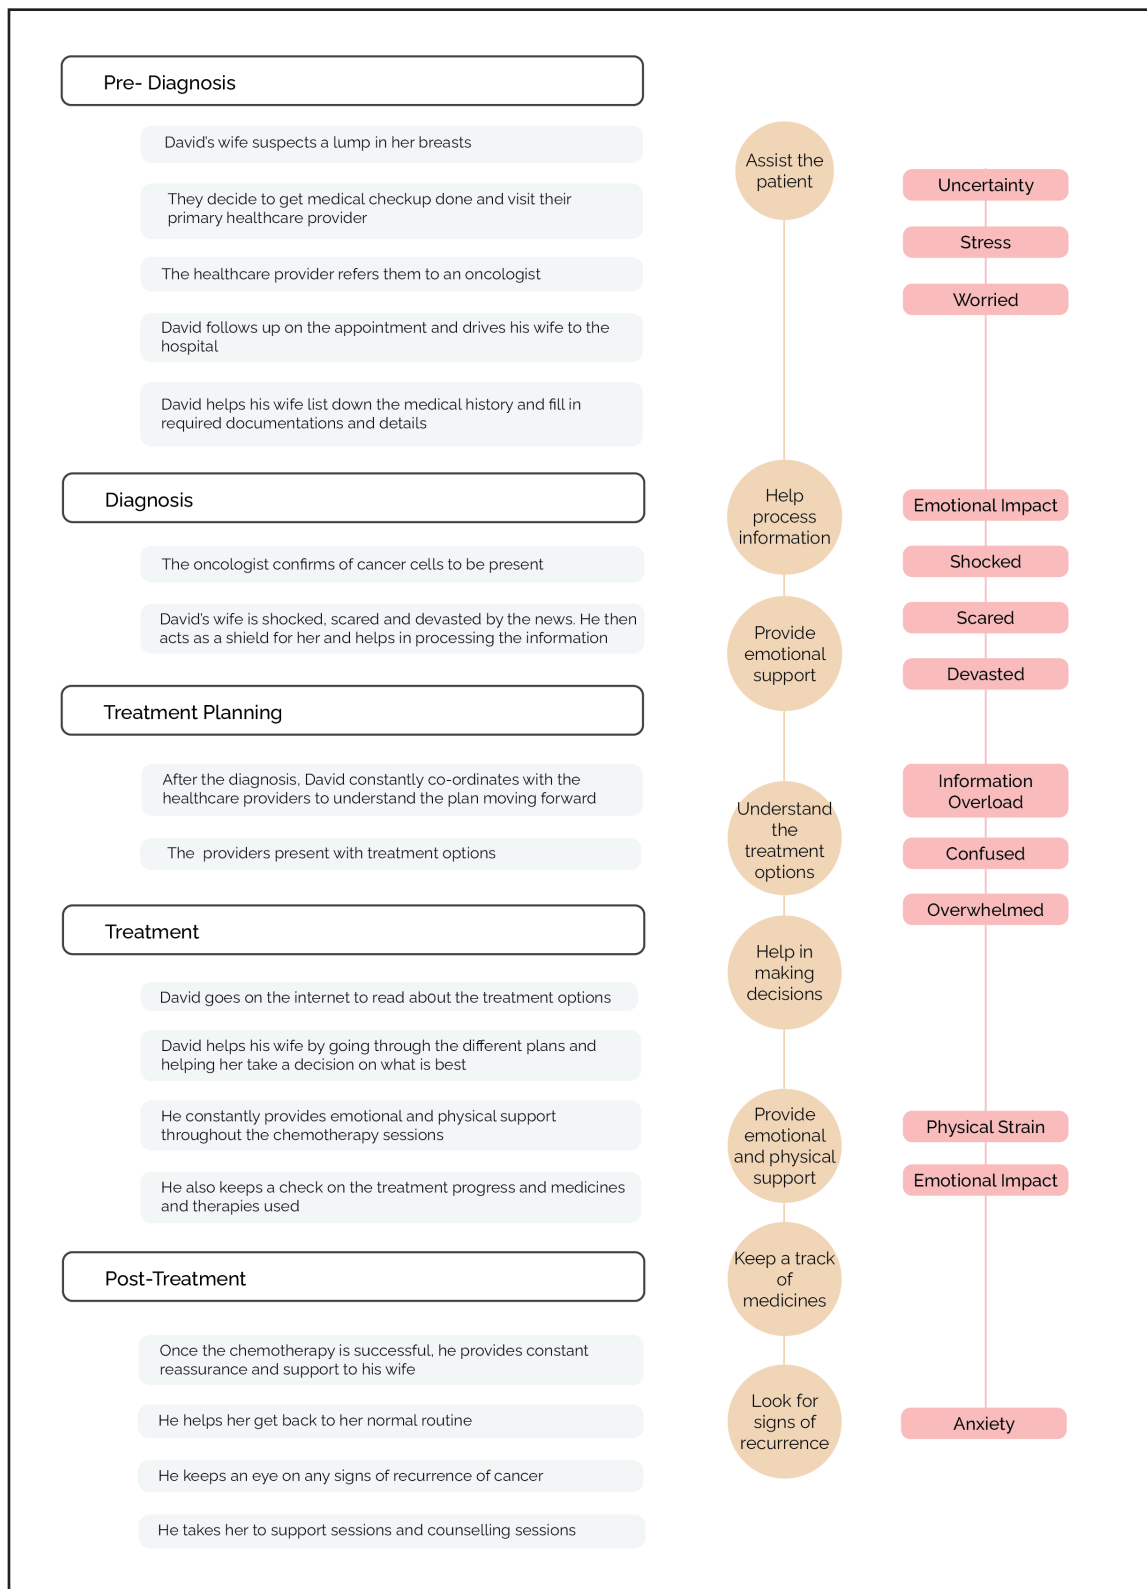 Pre- Diagnosis
David's wife suspects a lump in her breasts
They decide to get medical checkup done and visit their
primary healthcare provider
The healthcare provider refers them to an oncologist
David follows up on the appointment and drives his wife to the
hospital
David helps his wife list down the medical history and fill in
required documentations and details
Diagnosis
The oncologist confirms of cancer cells to be present
David's wife is shocked, scared and devasted by the news. He then
acts as a shield for her and helps in processing the information
Treatment Planning
After the diagnosis, David constantly co-ordinates with the
healthcare providers to understand the plan moving forward
The providers present with treatment options
Treatment
David goes on the internet to read about the treatment options
David helps his wife by going through the different plans and
helping her take a decision on what is best
He constantly provides emotional and physical support
throughout the chemotherapy sessions
He also keeps a check on the treatment progress and medicines
and therapies used
Post-Treatment
Once the chemotherapy is successful, he provides constant
reassurance and support to his wife
He helps her get back to her normal routine
He keeps an eye on any signs of recurrence of cancer
He takes her to support sessions and counselling sessions
Assist the
patient
Help
process
information
Provide
emotional
support
Understand
the
treatment
options
Help in
making
decisions
Provide
emotional
and physical
support
Keep a track
of
medicines
Look for
signs of
recurrence
Uncertainty
Stress
Worried
Emotional Impact
Shocked
Scared
Devasted
Information
Overload
Confused
Overwhelmed
Physical Strain
Emotional Impact
Anxiety